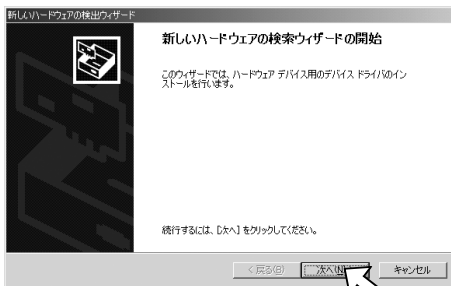 新しいハードウェアの検出ウィザード
新しいハードウェアの検索ウィザードの開始
このウィザードでは、ハードウェア デバイス用のデバイス ドライバのイン
ストールを行います。
続行するには、[次へ] をクリックしてください。
< 戻る(B)
次へ(N)
キャンセル